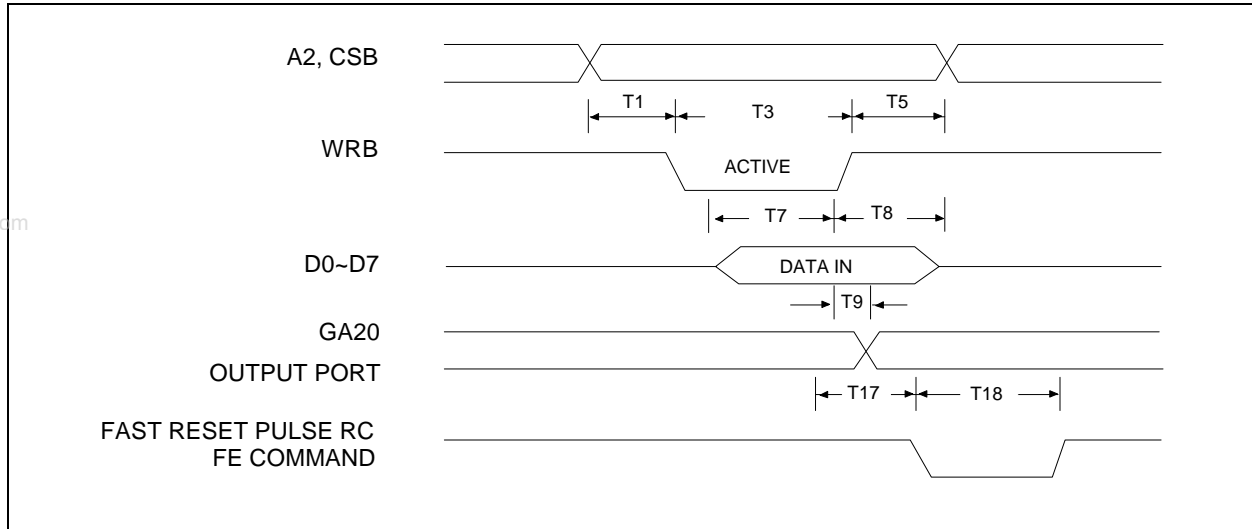 A2, CSB
T1
T3
T5
WRB
ACTIVE
om
T7
T8
D0~D7
DATA IN
T9
GA20
OUTPUT PORT
T17
T18
FAST RESET PULSE RC
FE COMMAND